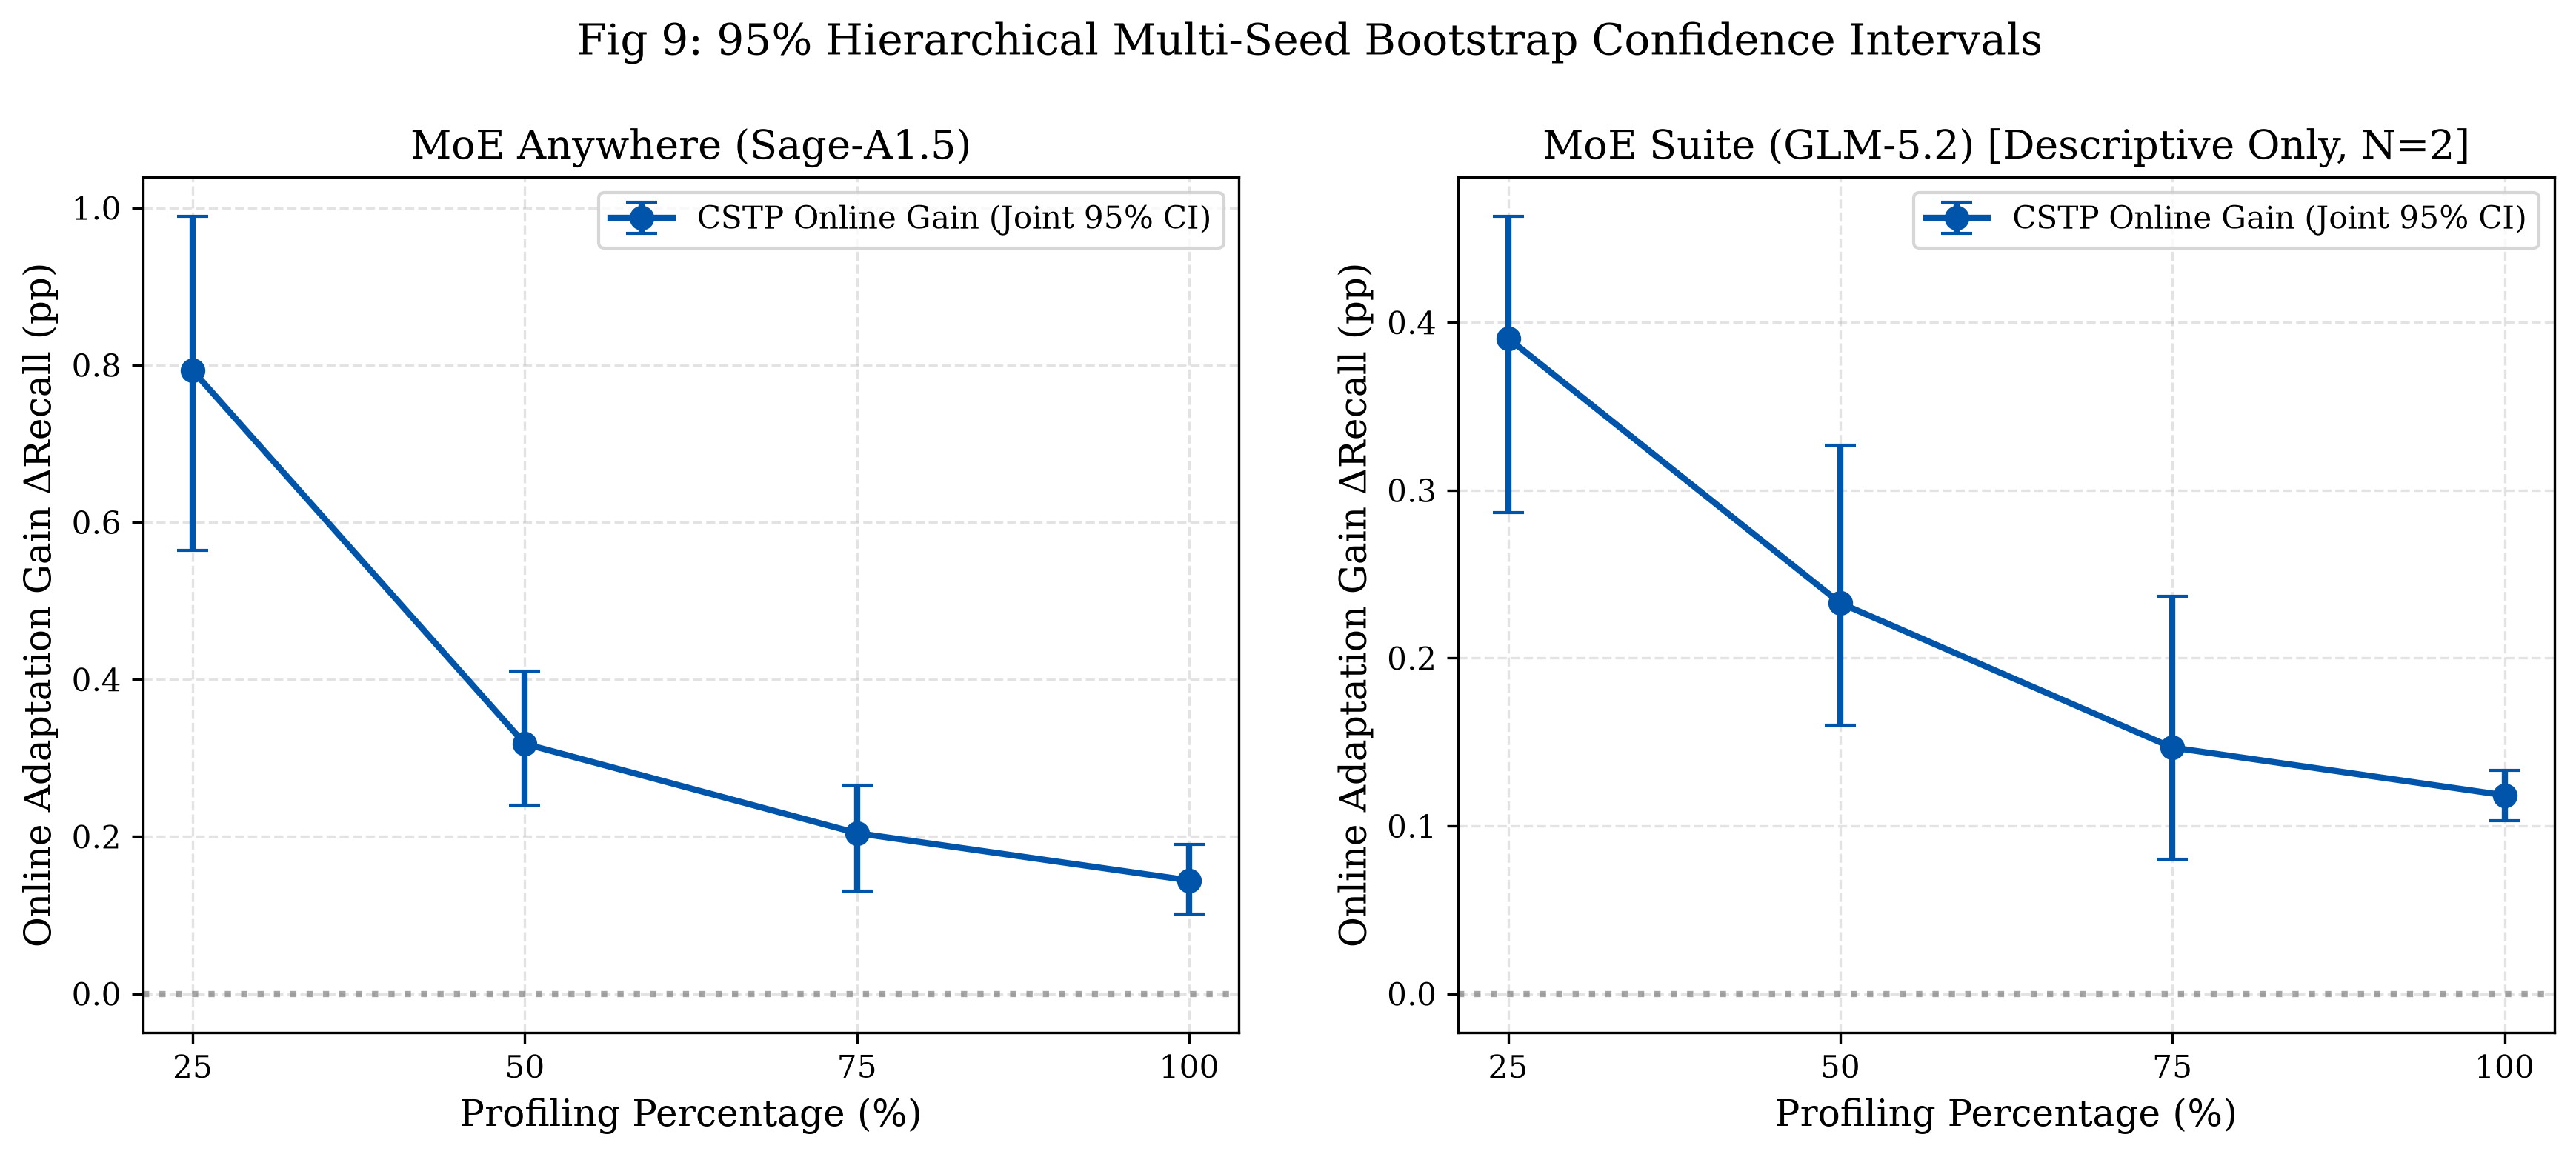 Fig 9: 95% Hierarchical Multi-Seed Bootstrap Confidence Intervals
MoE Anywhere (Sage-A1.5)
CSTP Online Gain (Joint 95% CI)
Online Adaptation Gain ΔRecall (pp)
1.0
0.8
0.6
0.4
0.2
0.0
25 50 75 100
Profiling Percentage (%)
MoE Suite (GLM-5.2) [Descriptive Only, N=2]
CSTP Online Gain (Joint 95% CI)
Online Adaptation Gain ΔRecall (pp)
0.4
0.3
0.2
0.1
0.0
25 50 75 100
Profiling Percentage (%)